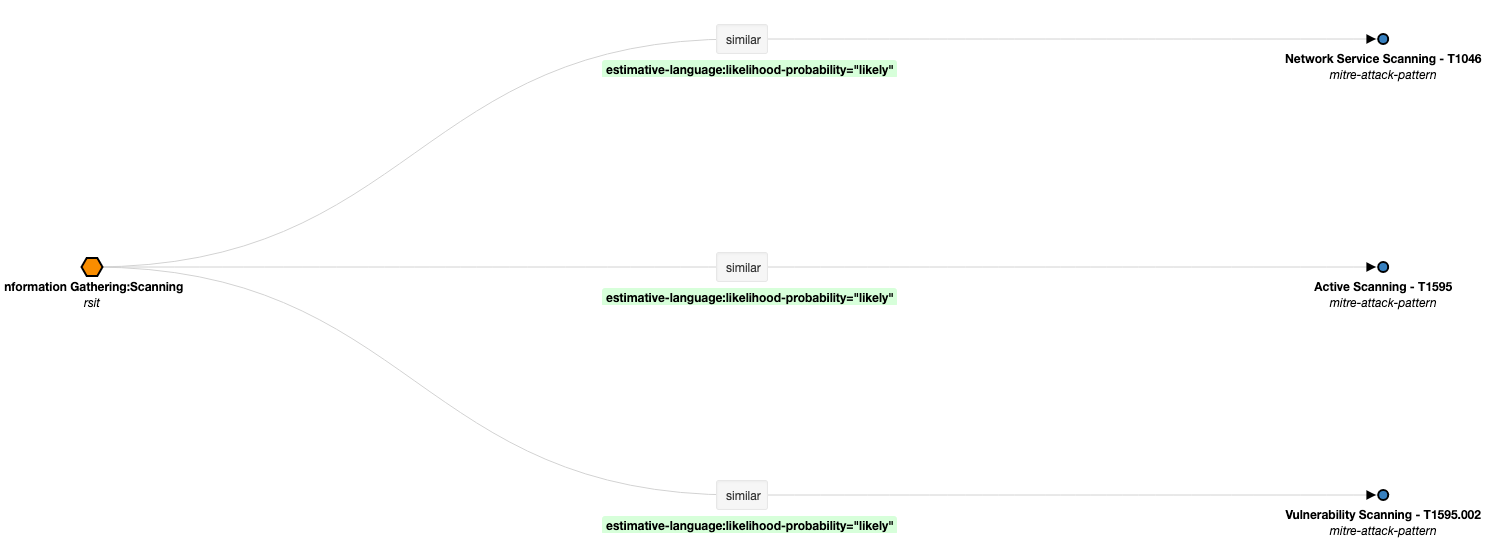 similar
estimative-language:likelihood-probability="likely"
Network Service Scanning - T1046
mitre-attack-pattern
nformation Gathering:Scanning
rsit
similar
estimative-language:likelihood-probability="likely"
Active Scanning - T1595
mitre-attack-pattern
similar
estimative-language:likelihood-probability="likely"
Vulnerability Scanning - T1595.002
mitre-attack-pattern